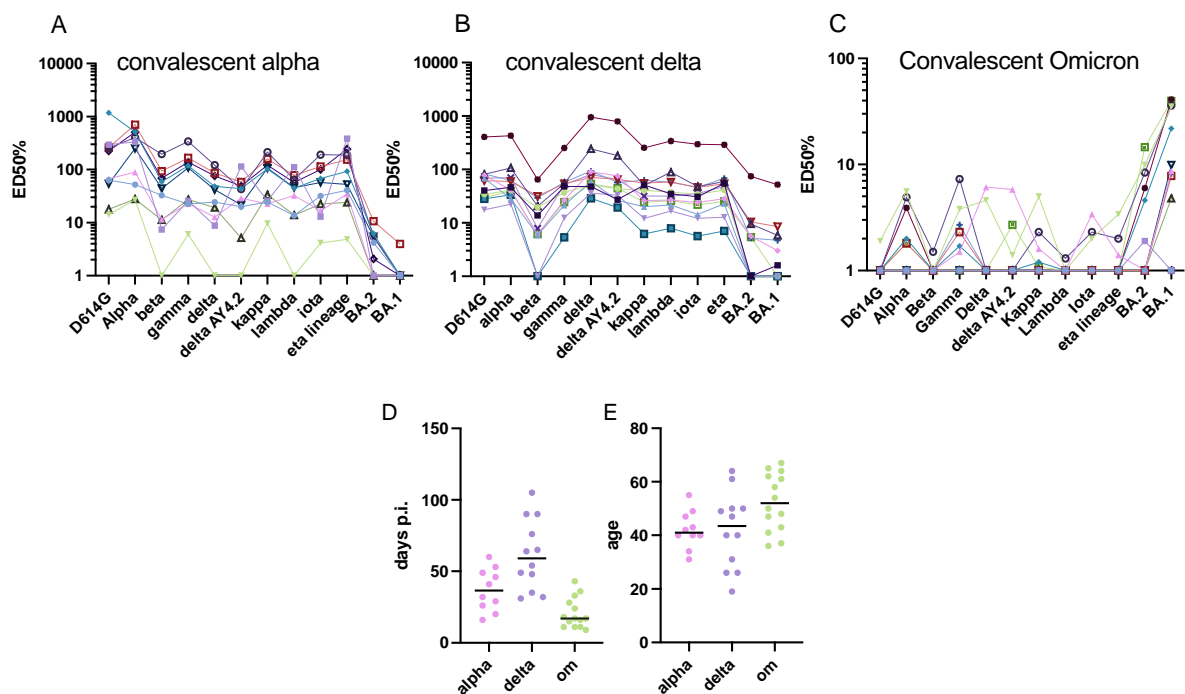 A
convalescent alpha
ED50%
10000
1000
100
10
1
D614G
Alpha
beta
gamma
delta
delta AY4.2
kappa
lambda
iota
eta lineage
BA.2
BA.1
B
convalescent delta
ED50%
10000
1000
100
10
1
D614G
alpha
beta
gamma
delta
delta AY4.2
kappa
lambda
iota
eta
BA.2
BA.1
C
Convalescent Omicron
ED50%
100
10
1
D614G
Alpha
Beta
Gamma
Delta
delta AY4.2
Kappa
Lambda
Iota
eta lineage
BA.2
BA.1
D
days p.i.
150
100
50
0
alpha
delta
om
E
age
80
60
40
20
0
alpha
delta
om